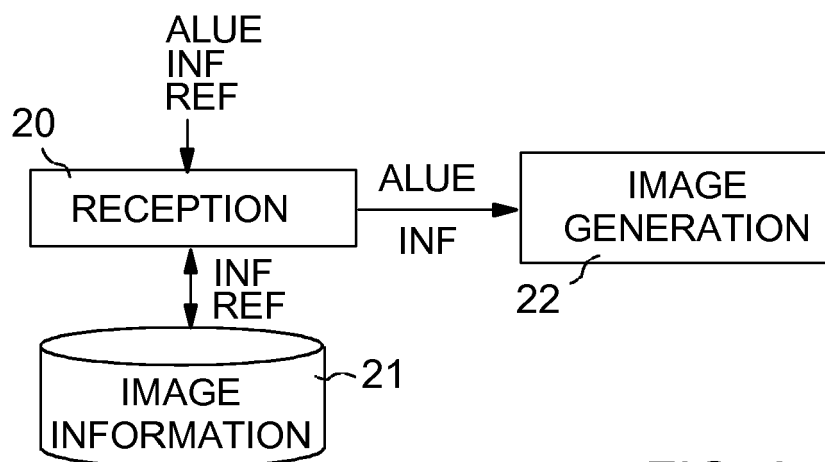 ALUE
INF
REF
20
RECEPTION
ALUE
INF
IMAGE
GENERATION
22
INF
REF
21
IMAGE
INFORMATION